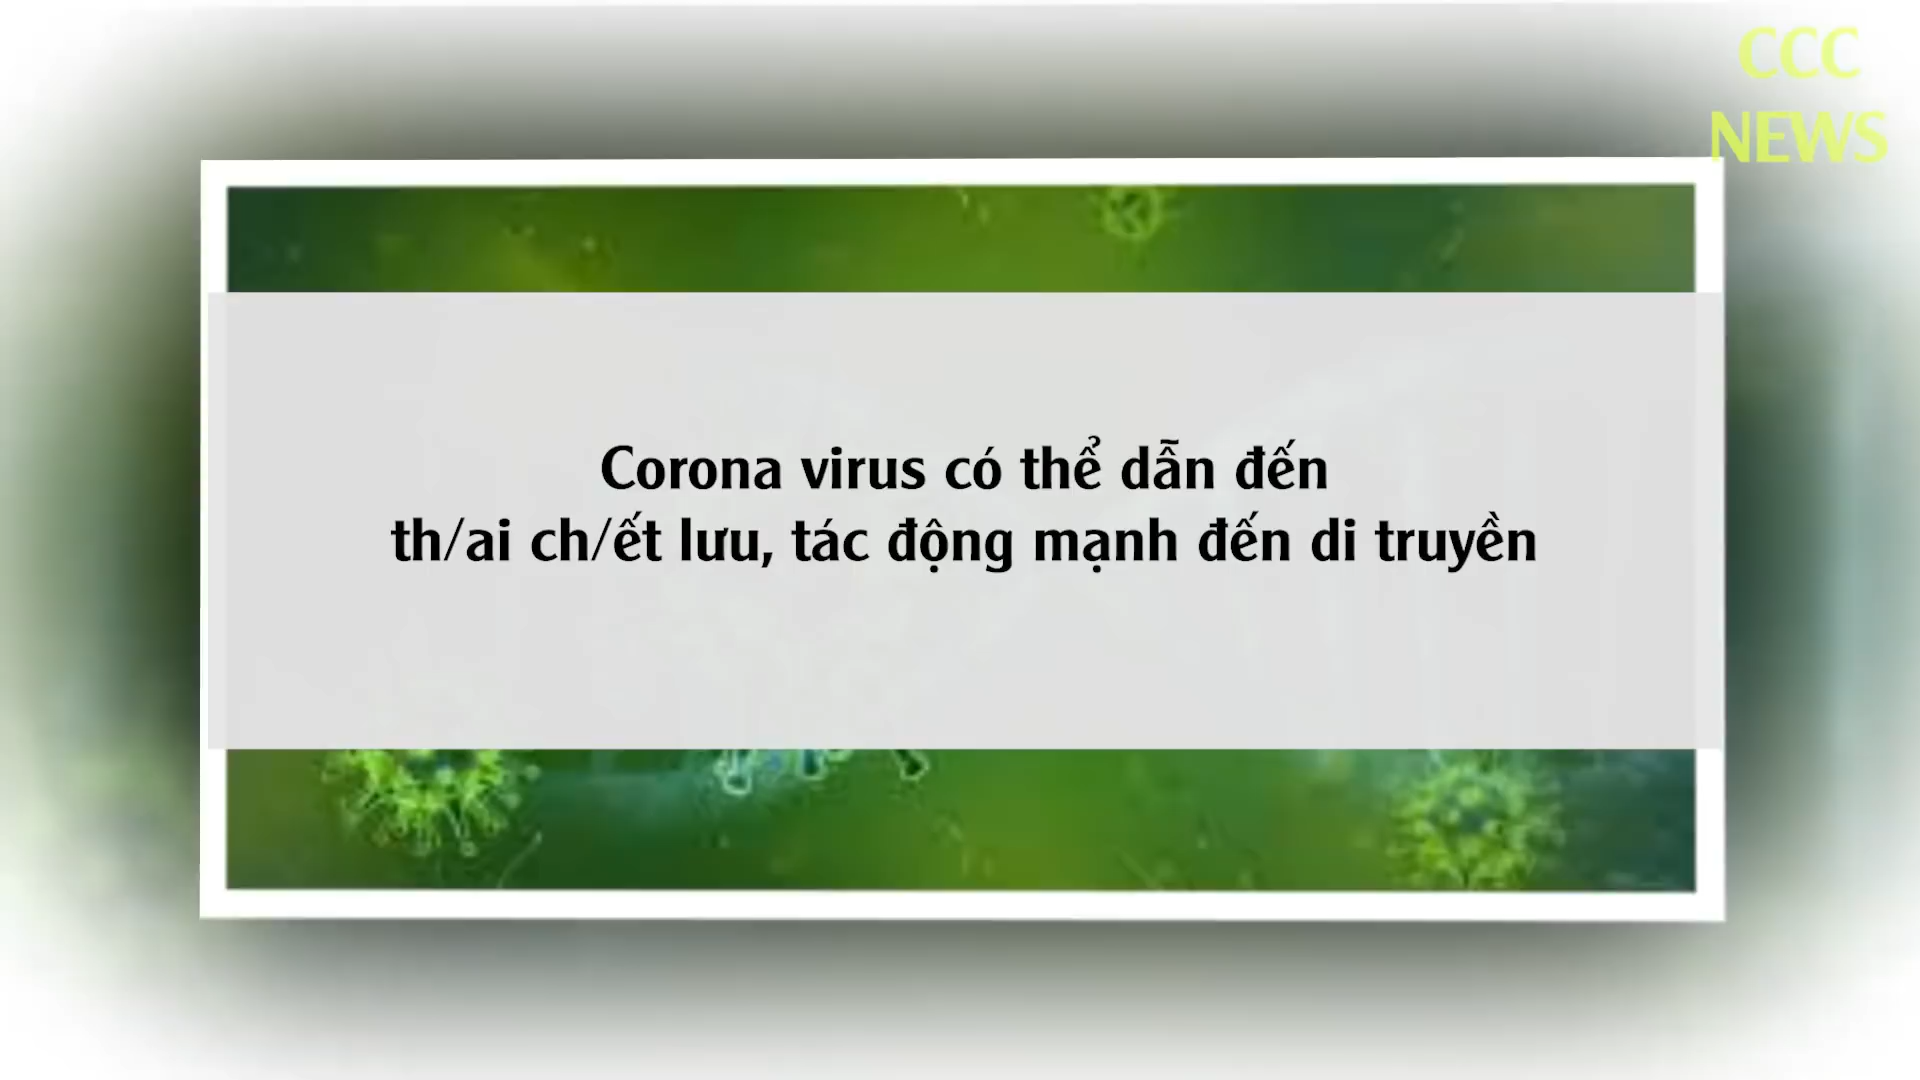 CCC
NEWS
Corona virus có thể dẫn đến
th/ai ch/ết lưu, tác động mạnh đến di truyền